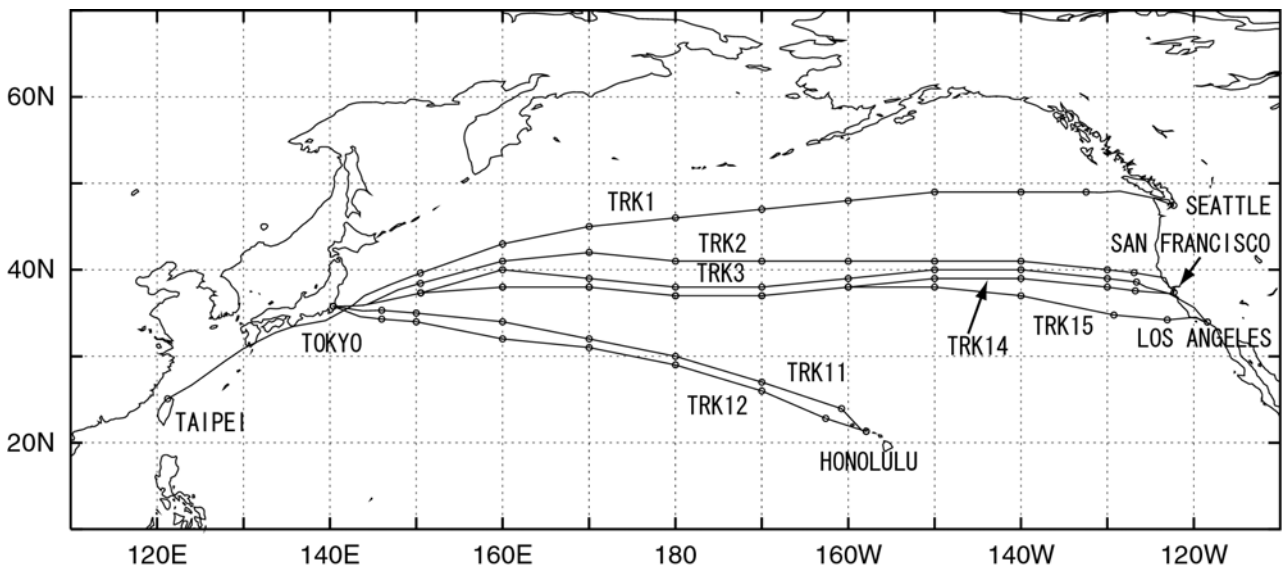 60N
TRK1
SEATTLE
TRK2
SAN FRANCISCO
40N
TRK3
TOKYO
TRK14
TRK15
LOS ANGELES
TRK11
TRK12
TAIPEI
20N
HONOLULU
120E 140E 160E 180 160W 140W 120W